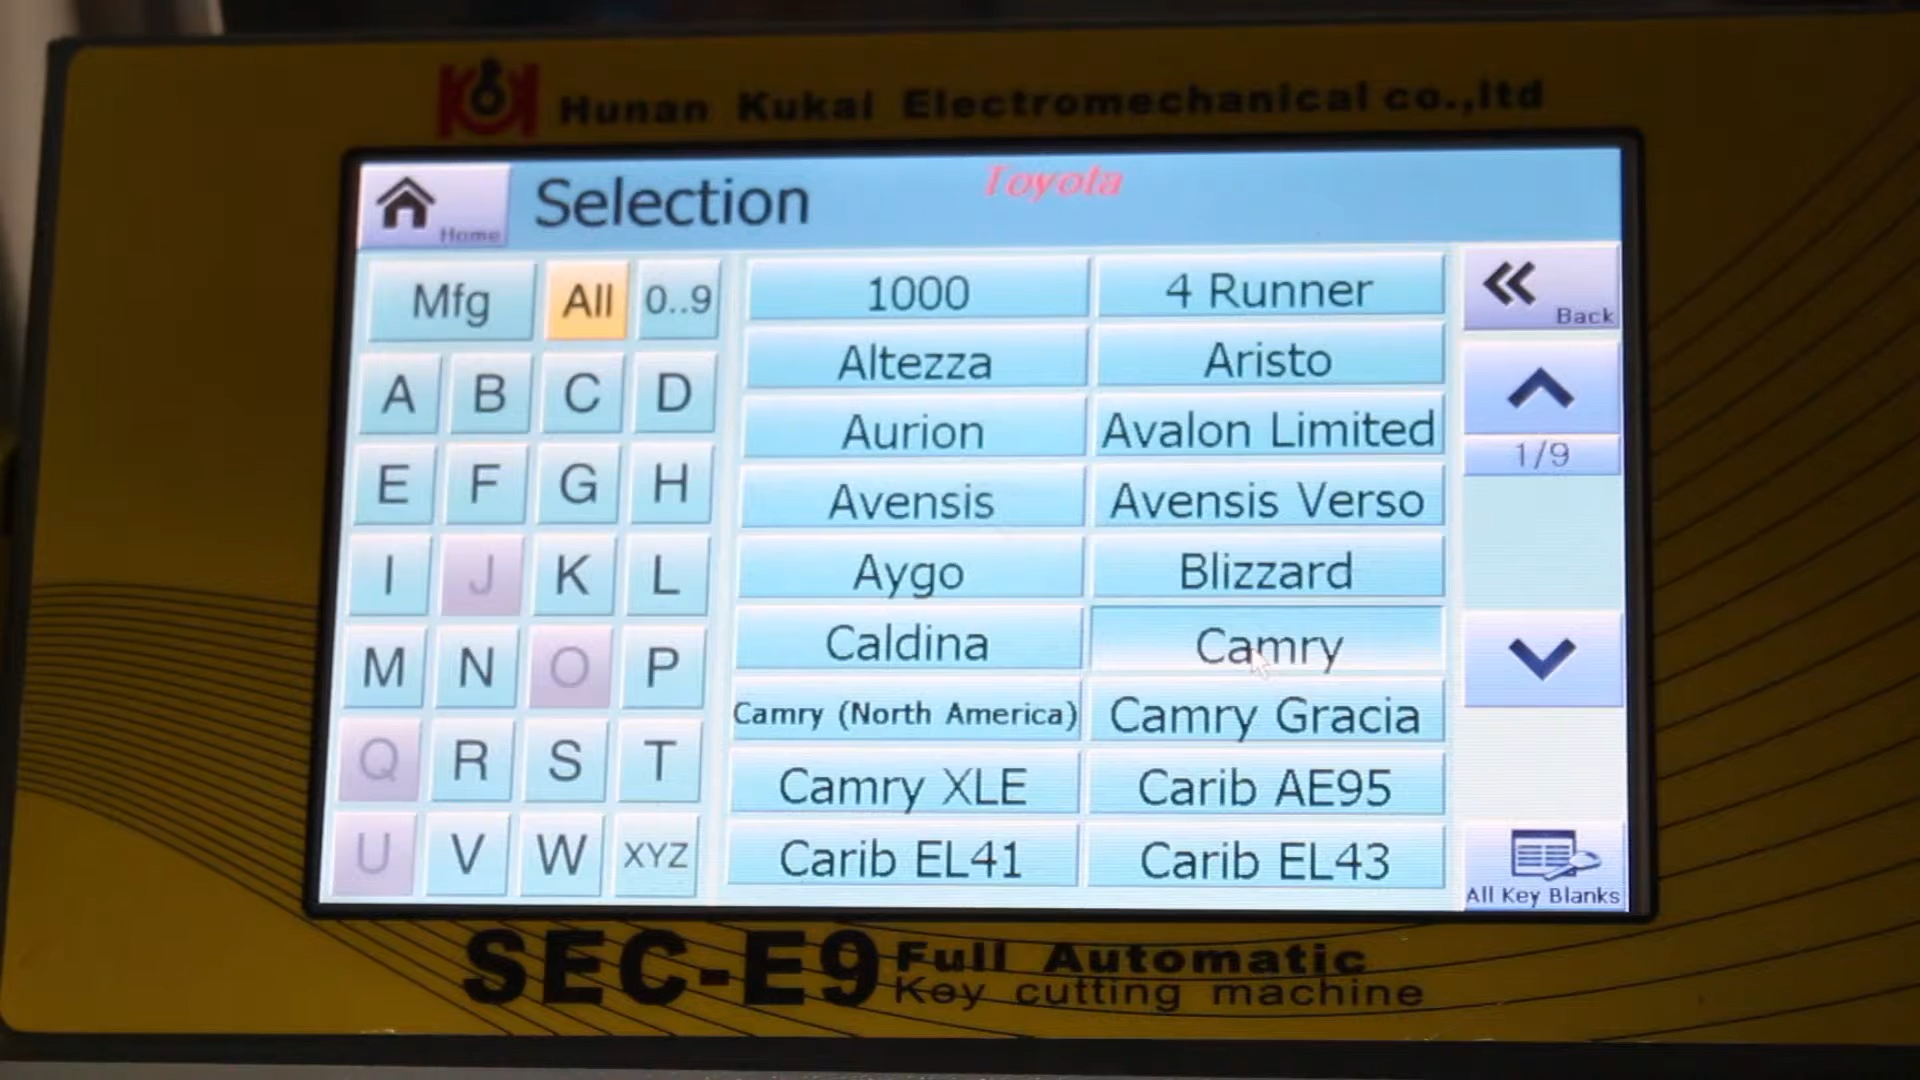 Hunan Kukai Electromechanical co.,ltd
Home
Selection
Toyota
Mfg All 0..9
A B C D
E F G H
I J K L
M N O P
Q R S T
U V W XYZ
1000 4 Runner
Altezza Aristo
Aurion Avalon Limited
Avensis Avensis Verso
Aygo Blizzard
Caldina Camry
Camry (North America) Camry Gracia
Camry XLE Carib AE95
Carib EL41 Carib EL43
Back
1/9
All Key Blanks
SEC-E9 Full Automatic
Key cutting machine